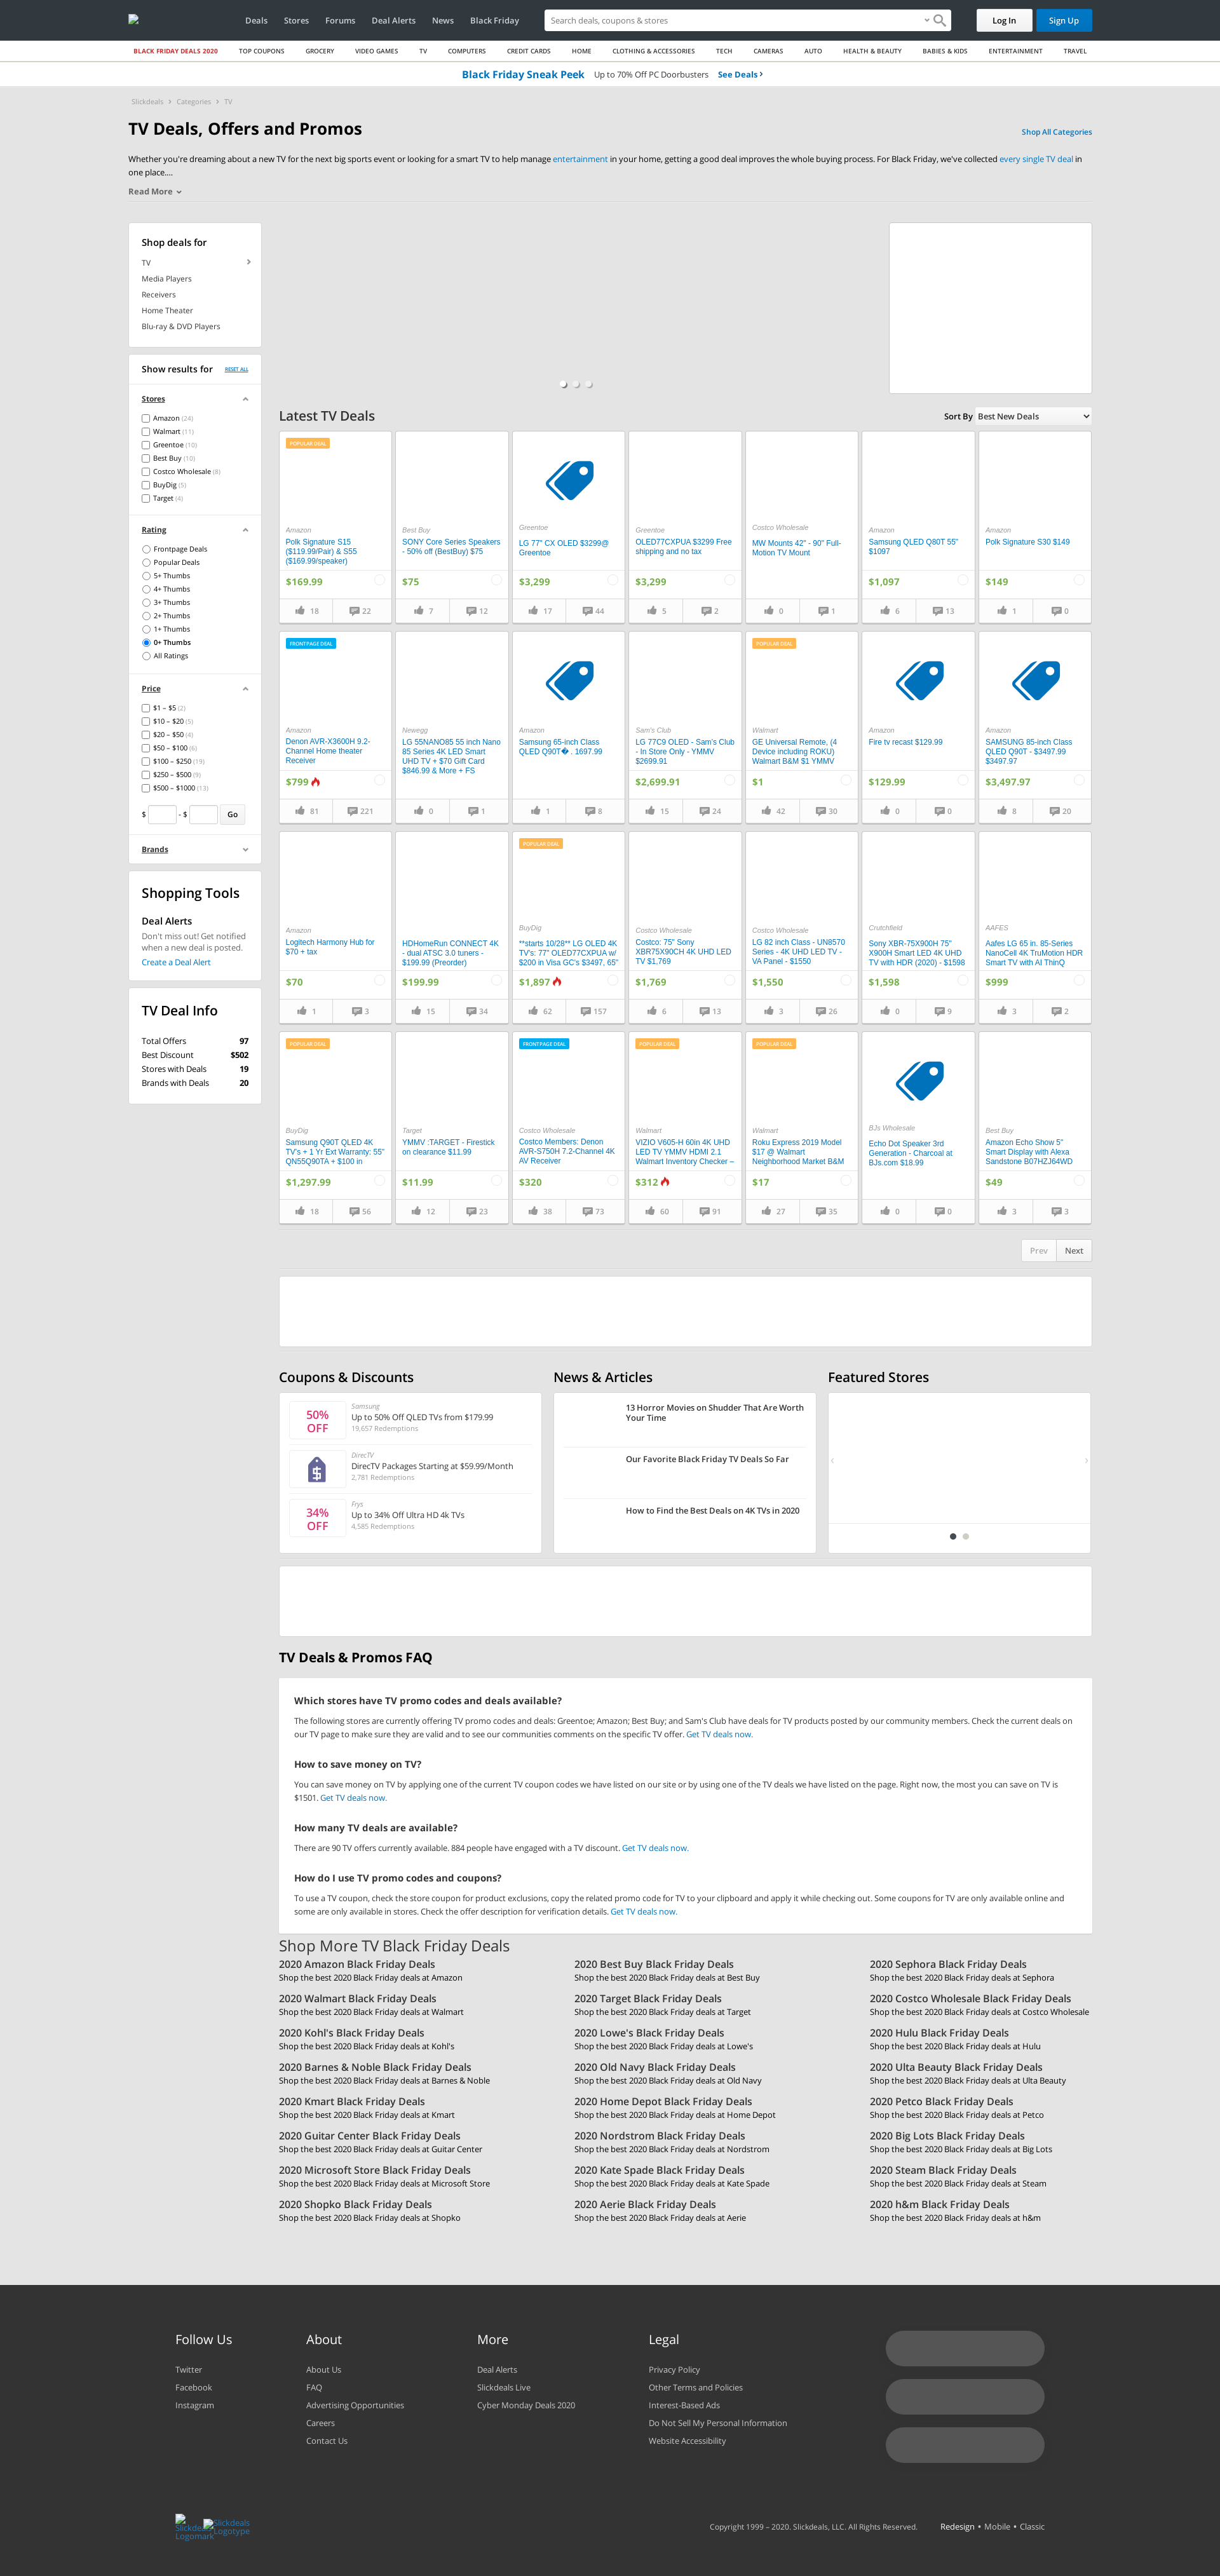 Deals Stores Forums Deal Alerts News Black Friday
Search deals, coupons & stores
Log In Sign Up
BLACK FRIDAY DEALS 2020 TOP COUPONS GROCERY VIDEO GAMES TV COMPUTERS CREDIT CARDS HOME CLOTHING & ACCESSORIES TECH CAMERAS AUTO HEALTH & BEAUTY BABIES & KIDS ENTERTAINMENT TRAVEL
Black Friday Sneak Peek Up to 70% Off PC Doorbusters See Deals ›
Slickdeals › Categories › TV
TV Deals, Offers and Promos
Shop All Categories
Whether you're dreaming about a new TV for the next big sports event or looking for a smart TV to help manage entertainment in your home, getting a good deal improves the whole buying process. For Black Friday, we've collected every single TV deal in
one place....
Read More
Shop deals for
TV
Media Players
Receivers
Home Theater
Blu-ray & DVD Players
Show results for RESET ALL
Stores
Amazon (24)
Walmart (11)
Greentoe (10)
Best Buy (10)
Costco Wholesale (8)
BuyDig (5)
Target (4)
Rating
Frontpage Deals
Popular Deals
5+ Thumbs
4+ Thumbs
3+ Thumbs
2+ Thumbs
1+ Thumbs
0+ Thumbs
All Ratings
Price
$1 – $5 (2)
$10 – $20 (5)
$20 – $50 (4)
$50 – $100 (6)
$100 – $250 (19)
$250 – $500 (9)
$500 – $1000 (13)
$ - $ Go
Brands
Shopping Tools
Deal Alerts
Don't miss out! Get notified
when a new deal is posted.
Create a Deal Alert
TV Deal Info
Total Offers 97
Best Discount $502
Stores with Deals 19
Brands with Deals 20
Latest TV Deals
Sort By Best New Deals
POPULAR DEAL
Amazon
Polk Signature S15
($119.99/Pair) & S55
($169.99/speaker)
$169.99
18 22
Best Buy
SONY Core Series Speakers
- 50% off (BestBuy) $75
$75
7 12
Greentoe
LG 77" CX OLED $3299@
Greentoe
$3,299
17 44
Greentoe
OLED77CXPUA $3299 Free
shipping and no tax
$3,299
5 2
Costco Wholesale
MW Mounts 42" - 90" Full-
Motion TV Mount
0 1
Amazon
Samsung QLED Q80T 55"
$1097
$1,097
6 13
Amazon
Polk Signature S30 $149
$149
1 0
FRONTPAGE DEAL
Amazon
Denon AVR-X3600H 9.2-
Channel Home theater
Receiver
$799
81 221
Newegg
LG 55NANO85 55 inch Nano
85 Series 4K LED Smart
UHD TV + $70 Gift Card
$846.99 & More + FS
0 1
Amazon
Samsung 65-inch Class
QLED Q90T�. 1697.99
1 8
Sam's Club
LG 77C9 OLED - Sam's Club
- In Store Only - YMMV
$2699.91
$2,699.91
15 24
POPULAR DEAL
Walmart
GE Universal Remote, (4
Device including ROKU)
Walmart B&M $1 YMMV
$1
42 30
Amazon
Fire tv recast $129.99
$129.99
0 0
Amazon
SAMSUNG 85-inch Class
QLED Q90T - $3497.99
$3497.97
$3,497.97
8 20
Amazon
Logitech Harmony Hub for
$70 + tax
$70
1 3
HDHomeRun CONNECT 4K
- dual ATSC 3.0 tuners -
$199.99 (Preorder)
$199.99
15 34
POPULAR DEAL
BuyDig
**starts 10/28** LG OLED 4K
TV's: 77" OLED77CXPUA w/
$200 in Visa GC's $3497, 65"
$1,897
62 157
Costco Wholesale
Costco: 75" Sony
XBR75X90CH 4K UHD LED
TV $1,769
$1,769
6 13
Costco Wholesale
LG 82 inch Class - UN8570
Series - 4K UHD LED TV -
VA Panel - $1550
$1,550
3 26
Crutchfield
Sony XBR-75X900H 75"
X900H Smart LED 4K UHD
TV with HDR (2020) - $1598
$1,598
0 9
AAFES
Aafes LG 65 in. 85-Series
NanoCell 4K TruMotion HDR
Smart TV with AI ThinQ
$999
3 2
POPULAR DEAL
BuyDig
Samsung Q90T QLED 4K
TV's + 1 Yr Ext Warranty: 55"
QN55Q90TA + $100 in
$1,297.99
18 56
Target
YMMV :TARGET - Firestick
on clearance $11.99
$11.99
12 23
FRONTPAGE DEAL
Costco Wholesale
Costco Members: Denon
AVR-S750H 7.2-Channel 4K
AV Receiver
$320
38 73
POPULAR DEAL
Walmart
VIZIO V605-H 60in 4K UHD
LED TV YMMV HDMI 2.1
Walmart Inventory Checker –
$312
60 91
POPULAR DEAL
Walmart
Roku Express 2019 Model
$17 @ Walmart
Neighborhood Market B&M
$17
27 35
BJs Wholesale
Echo Dot Speaker 3rd
Generation - Charcoal at
BJs.com $18.99
0 0
Best Buy
Amazon Echo Show 5"
Smart Display with Alexa
Sandstone B07HZJ64WD
$49
3 3
Prev Next
Coupons & Discounts
50%
OFF
Samsung
Up to 50% Off QLED TVs from $179.99
19,657 Redemptions
DirecTV
DirecTV Packages Starting at $59.99/Month
2,781 Redemptions
34%
OFF
Frys
Up to 34% Off Ultra HD 4k TVs
4,585 Redemptions
News & Articles
13 Horror Movies on Shudder That Are Worth
Your Time
Our Favorite Black Friday TV Deals So Far
How to Find the Best Deals on 4K TVs in 2020
Featured Stores
TV Deals & Promos FAQ
Which stores have TV promo codes and deals available?
The following stores are currently offering TV promo codes and deals: Greentoe; Amazon; Best Buy; and Sam's Club have deals for TV products posted by our community members. Check the current deals on
our TV page to make sure they are valid and to see our communities comments on the specific TV offer. Get TV deals now.
How to save money on TV?
You can save money on TV by applying one of the current TV coupon codes we have listed on our site or by using one of the TV deals we have listed on the page. Right now, the most you can save on TV is
$1501. Get TV deals now.
How many TV deals are available?
There are 90 TV offers currently available. 884 people have engaged with a TV discount. Get TV deals now.
How do I use TV promo codes and coupons?
To use a TV coupon, check the store coupon for product exclusions, copy the related promo code for TV to your clipboard and apply it while checking out. Some coupons for TV are only available online and
some are only available in stores. Check the offer description for verification details. Get TV deals now.
Shop More TV Black Friday Deals
2020 Amazon Black Friday Deals
Shop the best 2020 Black Friday deals at Amazon
2020 Best Buy Black Friday Deals
Shop the best 2020 Black Friday deals at Best Buy
2020 Sephora Black Friday Deals
Shop the best 2020 Black Friday deals at Sephora
2020 Walmart Black Friday Deals
Shop the best 2020 Black Friday deals at Walmart
2020 Target Black Friday Deals
Shop the best 2020 Black Friday deals at Target
2020 Costco Wholesale Black Friday Deals
Shop the best 2020 Black Friday deals at Costco Wholesale
2020 Kohl's Black Friday Deals
Shop the best 2020 Black Friday deals at Kohl's
2020 Lowe's Black Friday Deals
Shop the best 2020 Black Friday deals at Lowe's
2020 Hulu Black Friday Deals
Shop the best 2020 Black Friday deals at Hulu
2020 Barnes & Noble Black Friday Deals
Shop the best 2020 Black Friday deals at Barnes & Noble
2020 Old Navy Black Friday Deals
Shop the best 2020 Black Friday deals at Old Navy
2020 Ulta Beauty Black Friday Deals
Shop the best 2020 Black Friday deals at Ulta Beauty
2020 Kmart Black Friday Deals
Shop the best 2020 Black Friday deals at Kmart
2020 Home Depot Black Friday Deals
Shop the best 2020 Black Friday deals at Home Depot
2020 Petco Black Friday Deals
Shop the best 2020 Black Friday deals at Petco
2020 Guitar Center Black Friday Deals
Shop the best 2020 Black Friday deals at Guitar Center
2020 Nordstrom Black Friday Deals
Shop the best 2020 Black Friday deals at Nordstrom
2020 Big Lots Black Friday Deals
Shop the best 2020 Black Friday deals at Big Lots
2020 Microsoft Store Black Friday Deals
Shop the best 2020 Black Friday deals at Microsoft Store
2020 Kate Spade Black Friday Deals
Shop the best 2020 Black Friday deals at Kate Spade
2020 Steam Black Friday Deals
Shop the best 2020 Black Friday deals at Steam
2020 Shopko Black Friday Deals
Shop the best 2020 Black Friday deals at Shopko
2020 Aerie Black Friday Deals
Shop the best 2020 Black Friday deals at Aerie
2020 h&m Black Friday Deals
Shop the best 2020 Black Friday deals at h&m
Follow Us
Twitter
Facebook
Instagram
About
About Us
FAQ
Advertising Opportunities
Careers
Contact Us
More
Deal Alerts
Slickdeals Live
Cyber Monday Deals 2020
Legal
Privacy Policy
Other Terms and Policies
Interest-Based Ads
Do Not Sell My Personal Information
Website Accessibility
Slickdeals
Logomark
Slickdeals
Logotype
Copyright 1999 – 2020. Slickdeals, LLC. All Rights Reserved. Redesign • Mobile • Classic